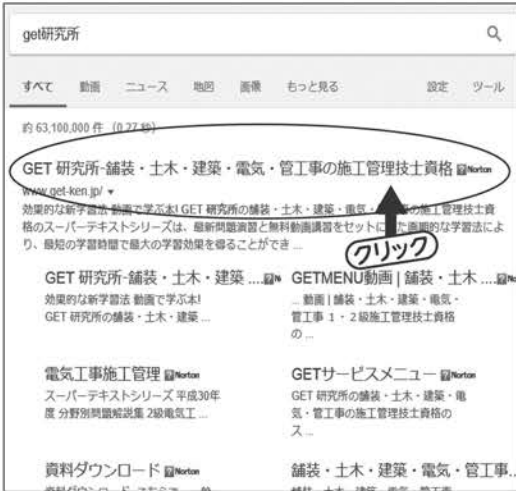 get研究所
すべて 動画 ニュース 地図 画像 もっと見る 設定 ツール
約 63,100,000 件 (0.27 秒)
GET 研究所-舗装・土木・建築・電気・管工事の施工管理技士資格 Norton
www.get-ken.jp/
効果的な新学習法 動画で学ぶ本! GET 研究所の舗装・土木・建築・電気・ の施工管理技士資
格のスーパーテキストシリーズは、最新問題演習と無料動画講習をセットに 画期的な学習法によ
り、最短の学習時間で最大の学習効果を得ることができ ...
クリック
GET 研究所-舗装・土木・建築 ....
効果的な新学習法 動画で学ぶ本!
GET 研究所の舗装・土木・建築 ...
GETMENU動画 | 舗装・土木 ....
... 動画 | 舗装・土木・建築・電気・
管工事 1・2級施工管理技士資格
の ...
電気工事施工管理 Norton
スーパーテキストシリーズ 平成30年
度 分野別問題解説集 2級電気工 ...
GETサービスメニュー Norton
GET 研究所の舗装・土木・建築・電
気・管工事の施工管理技士資格の
ス ...
資料ダウンロード Norton
舗装・土木・建築・電気・管工事...